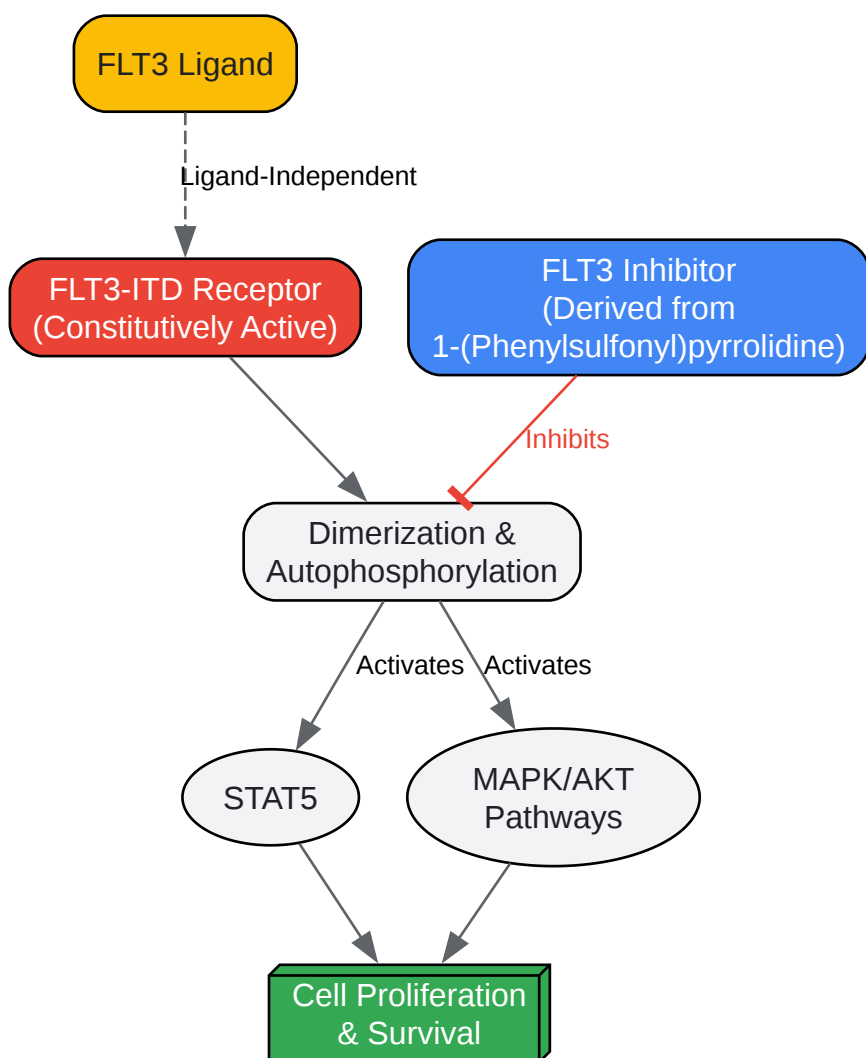 FLT3 Ligand
Ligand-Independent
FLT3-ITD Receptor
(Constitutively Active)
FLT3 Inhibitor
(Derived from
1-(Phenylsulfonyl)pyrrolidine)
Inhibits
Dimerization &
Autophosphorylation
Activates
Activates
STAT5
MAPK/AKT
Pathways
Cell Proliferation
& Survival